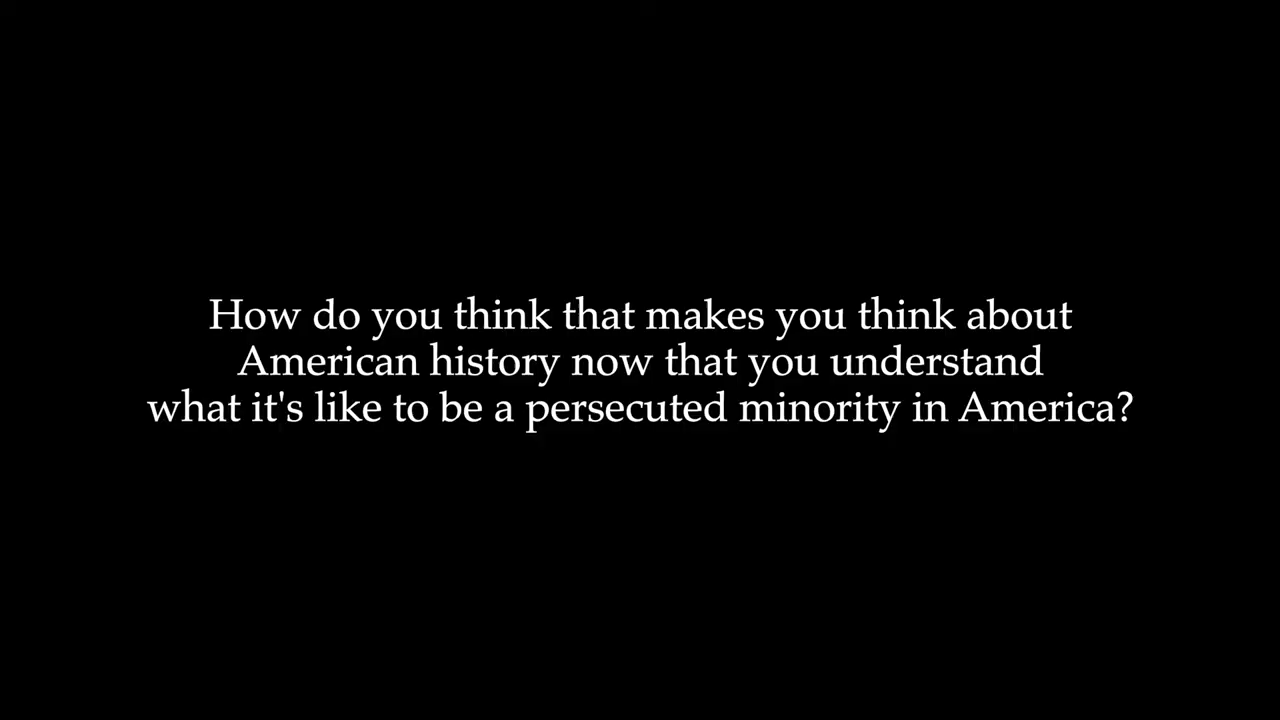 How do you think that makes you think about
American history now that you understand
what it's like to be a persecuted minority in America?